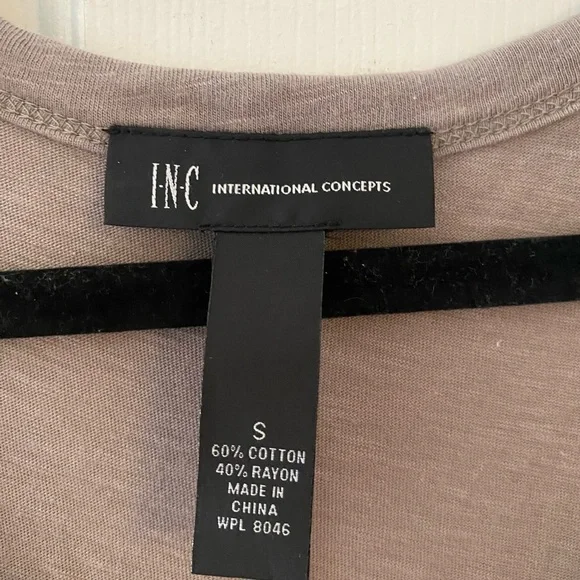 I·N·C INTERNATIONAL CONCEPTS
S
60% COTTON
40% RAYON
MADE IN
CHINA
WPL 8046